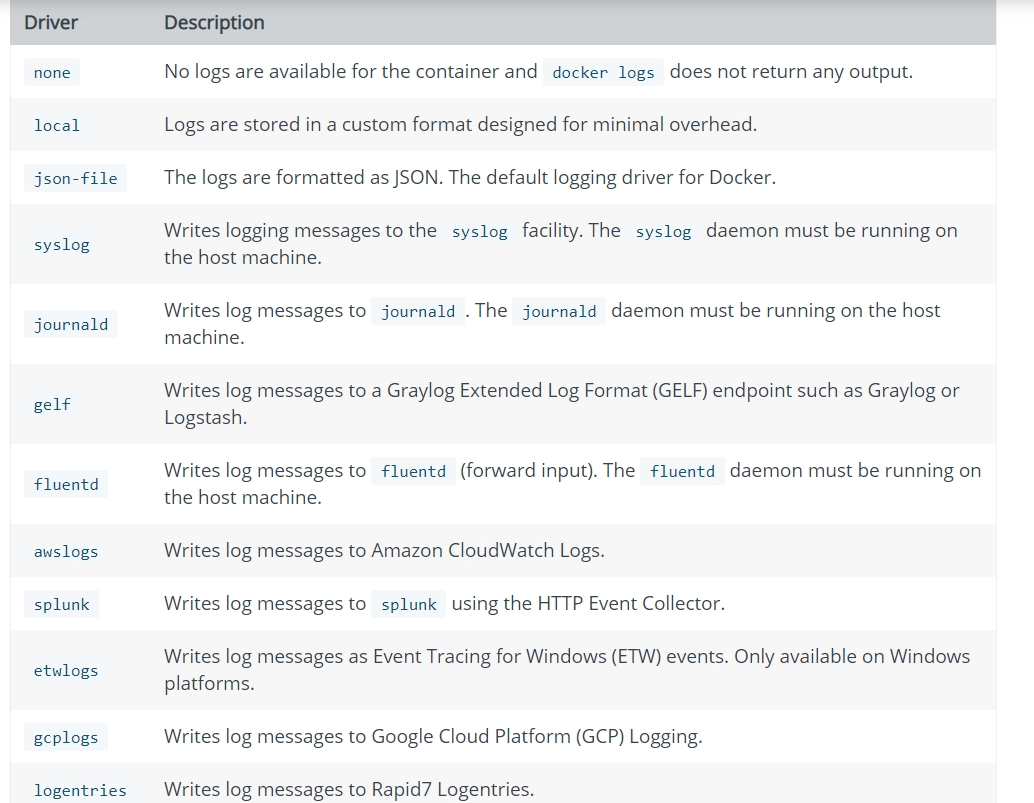 Driver Description
none No logs are available for the container and docker logs does not return any output.
local Logs are stored in a custom format designed for minimal overhead.
json-file The logs are formatted as JSON. The default logging driver for Docker.
syslog Writes logging messages to the syslog facility. The syslog daemon must be running on
the host machine.
journald Writes log messages to journald . The journald daemon must be running on the host
machine.
gelf Writes log messages to a Graylog Extended Log Format (GELF) endpoint such as Graylog or
Logstash.
fluentd Writes log messages to fluentd (forward input). The fluentd daemon must be running on
the host machine.
awslogs Writes log messages to Amazon CloudWatch Logs.
splunk Writes log messages to splunk using the HTTP Event Collector.
etwlogs Writes log messages as Event Tracing for Windows (ETW) events. Only available on Windows
platforms.
gcplogs Writes log messages to Google Cloud Platform (GCP) Logging.
logentries Writes log messages to Rapid7 Logentries.